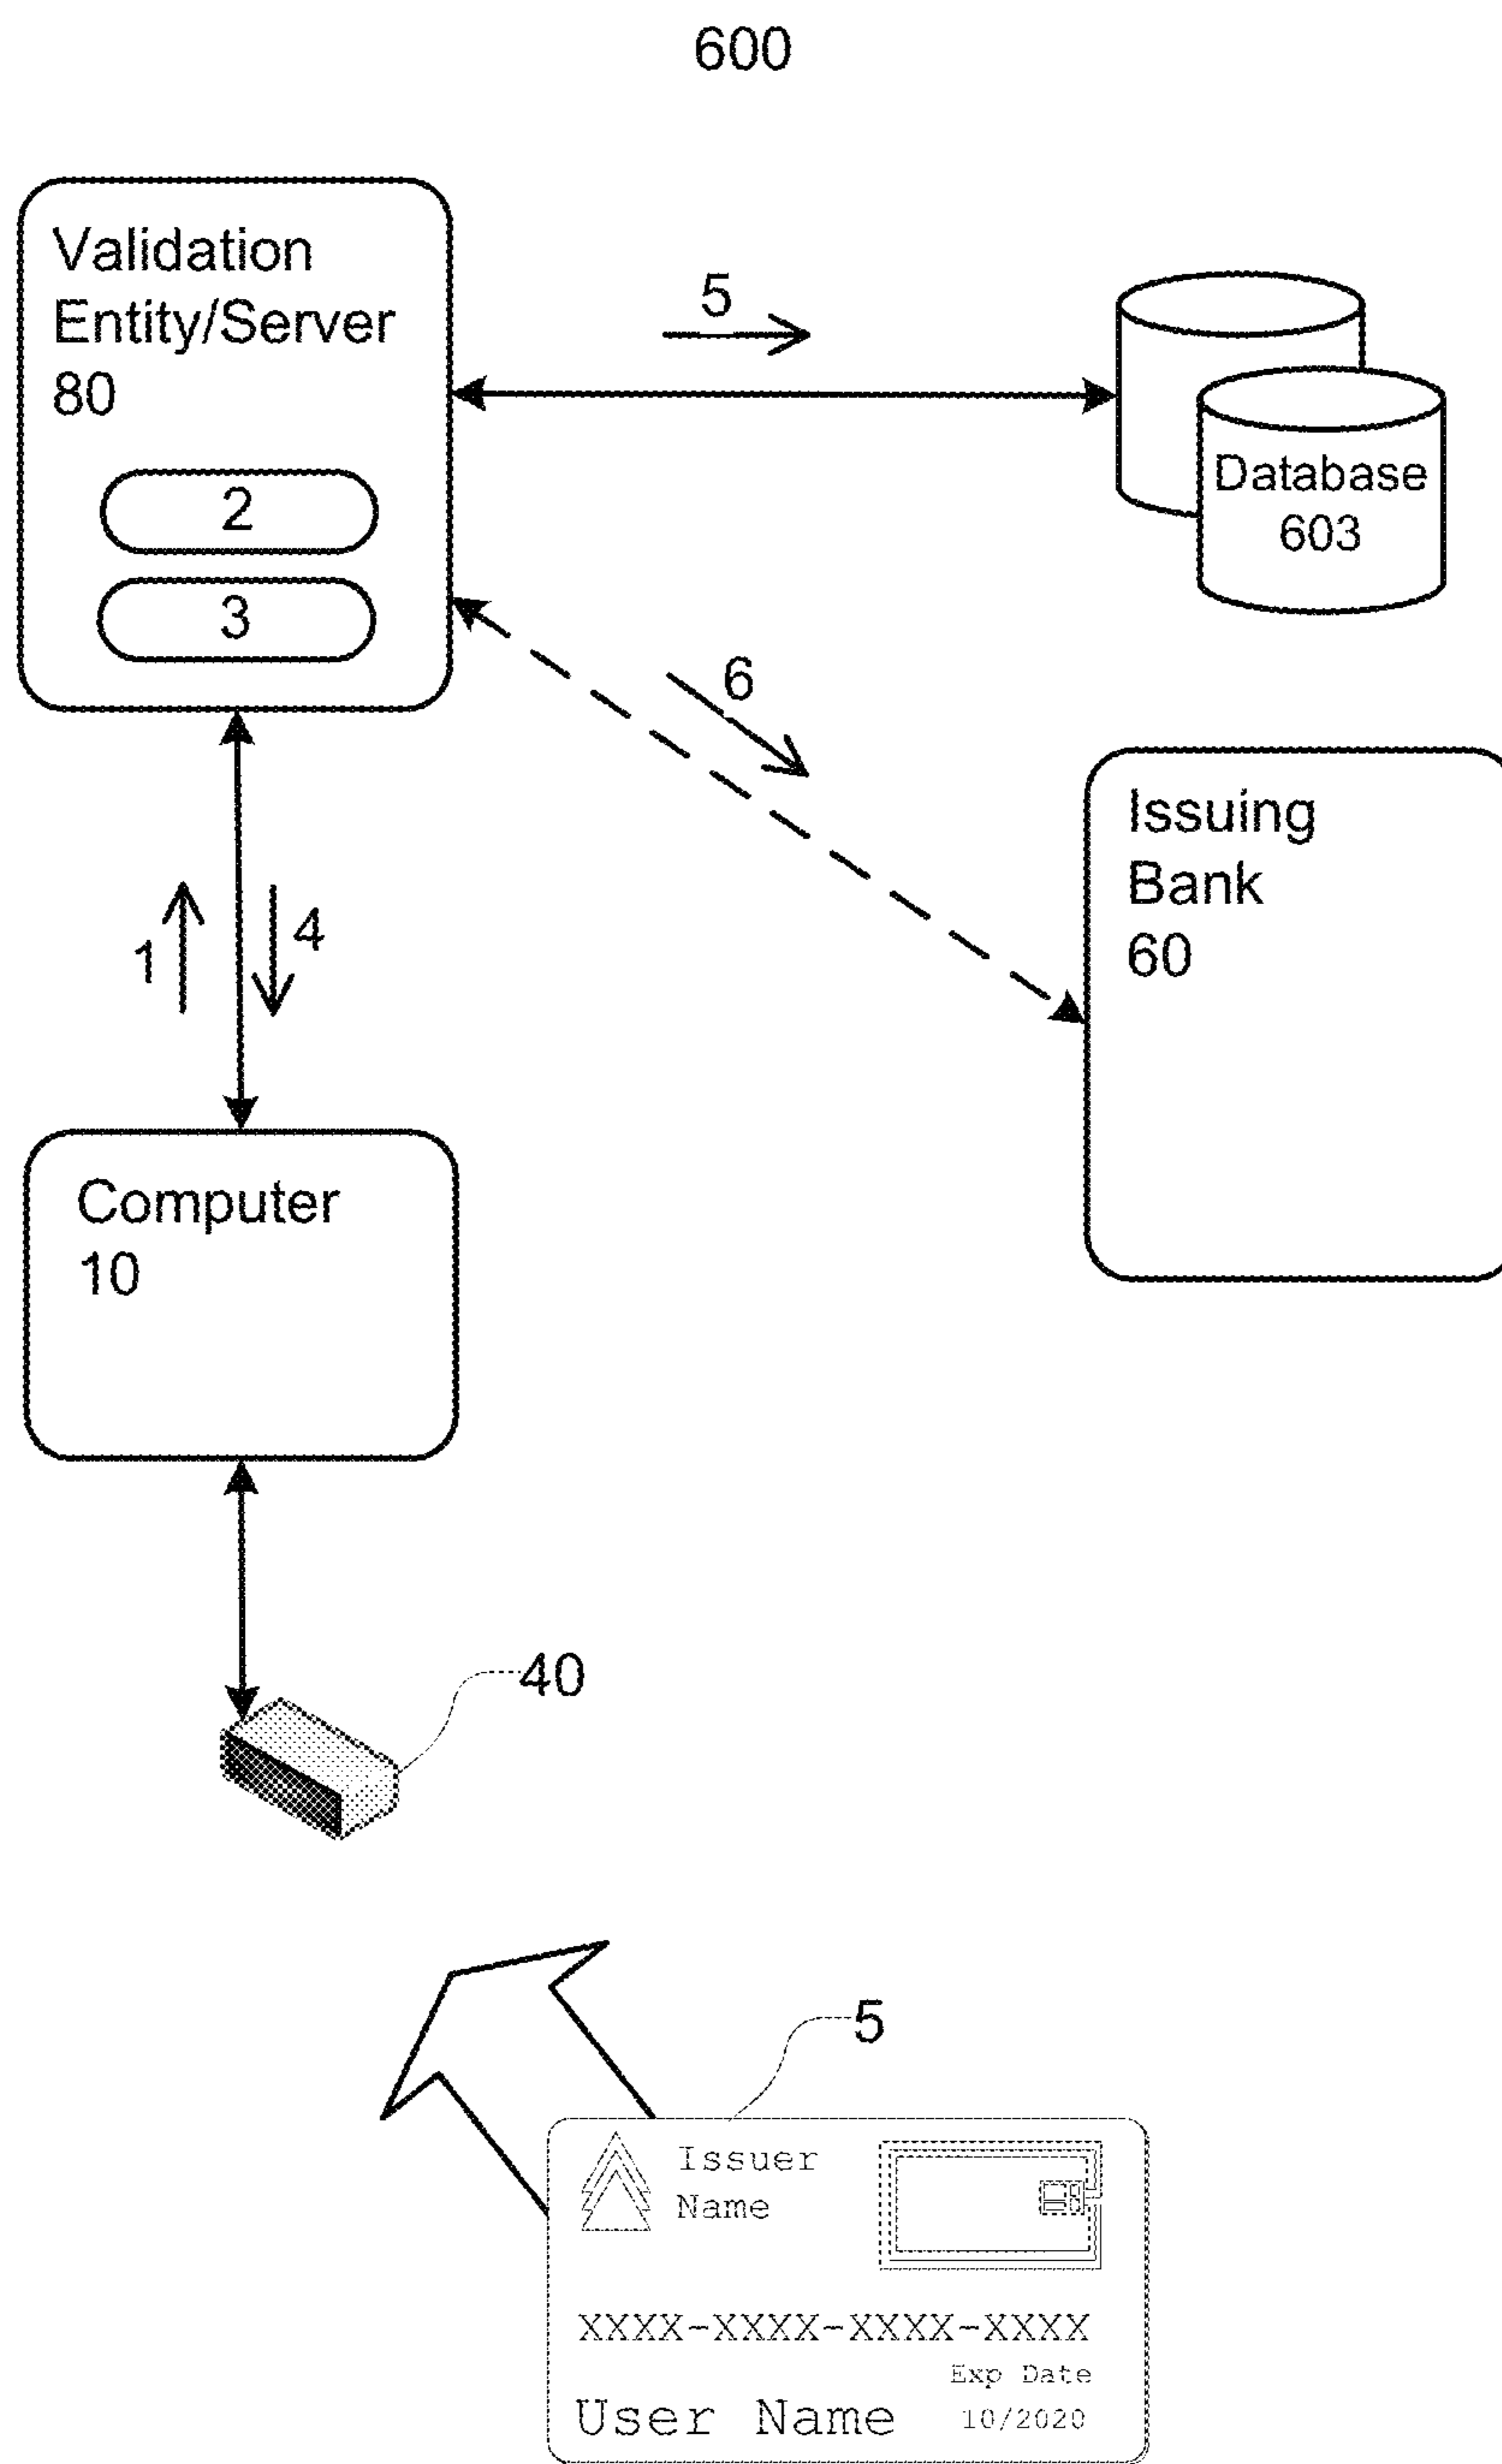 600
Validation
Entity/Server
80
2
3
5
Database
603
6
Issuing
Bank
60
1
4
Computer
10
40
5
Issuer
Name
XXXX-XXXX-XXXX-XXXX
Exp Date
User Name
10/2020